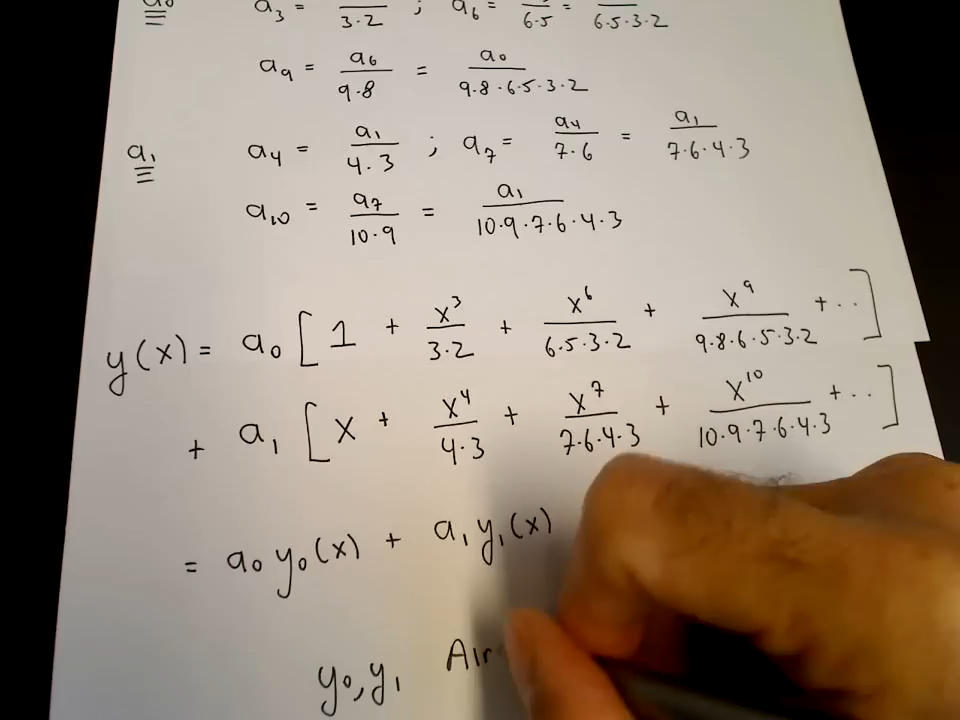 a₀ a₃ = / 3·2 ; a₆ = / 6·5 = / 6·5·3·2
a₉ = a₆ / 9·8 = a₀ / 9·8·6·5·3·2
a₁ a₄ = a₁ / 4·3 ; a₇ = a₄ / 7·6 = a₁ / 7·6·4·3
a₁₀ = a₇ / 10·9 = a₁ / 10·9·7·6·4·3
y(x) = a₀ [ 1 + x³ / 3·2 + x⁶ / 6·5·3·2 + x⁹ / 9·8·6·5·3·2 + ·· ]
+ a₁ [ x + x⁴ / 4·3 + x⁷ / 7·6·4·3 + x¹⁰ / 10·9·7·6·4·3 + ·· ]
= a₀ y₀(x) + a₁ y₁(x)
y₀, y₁ Air